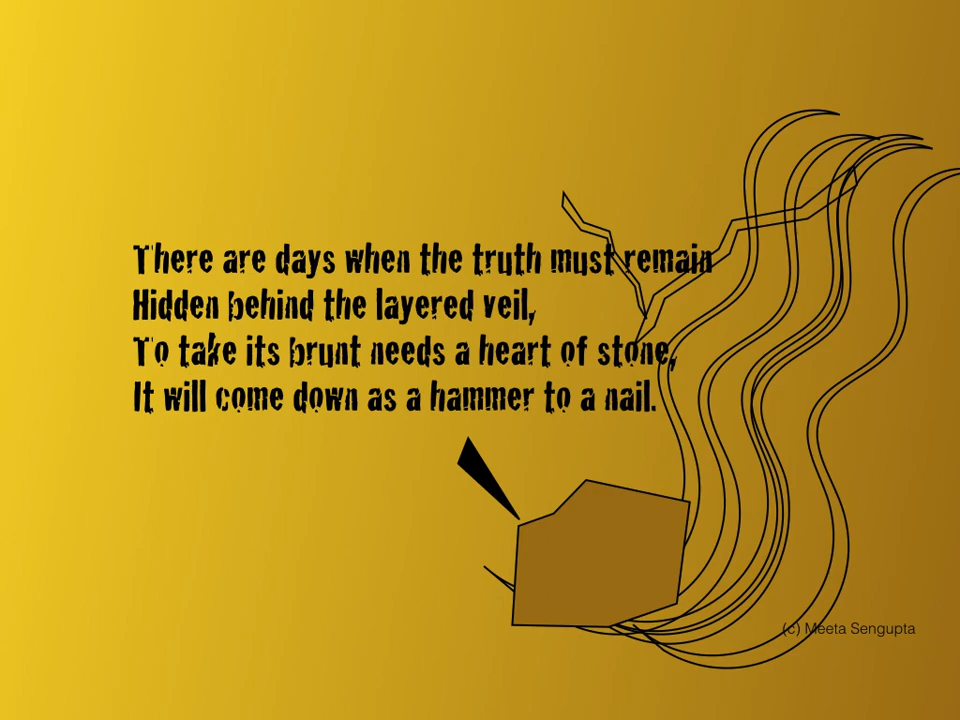 There are days when the truth must remain
Hidden behind the layered veil,
To take its brunt needs a heart of stone,
It will come down as a hammer to a nail.
(c) Meeta Sengupta